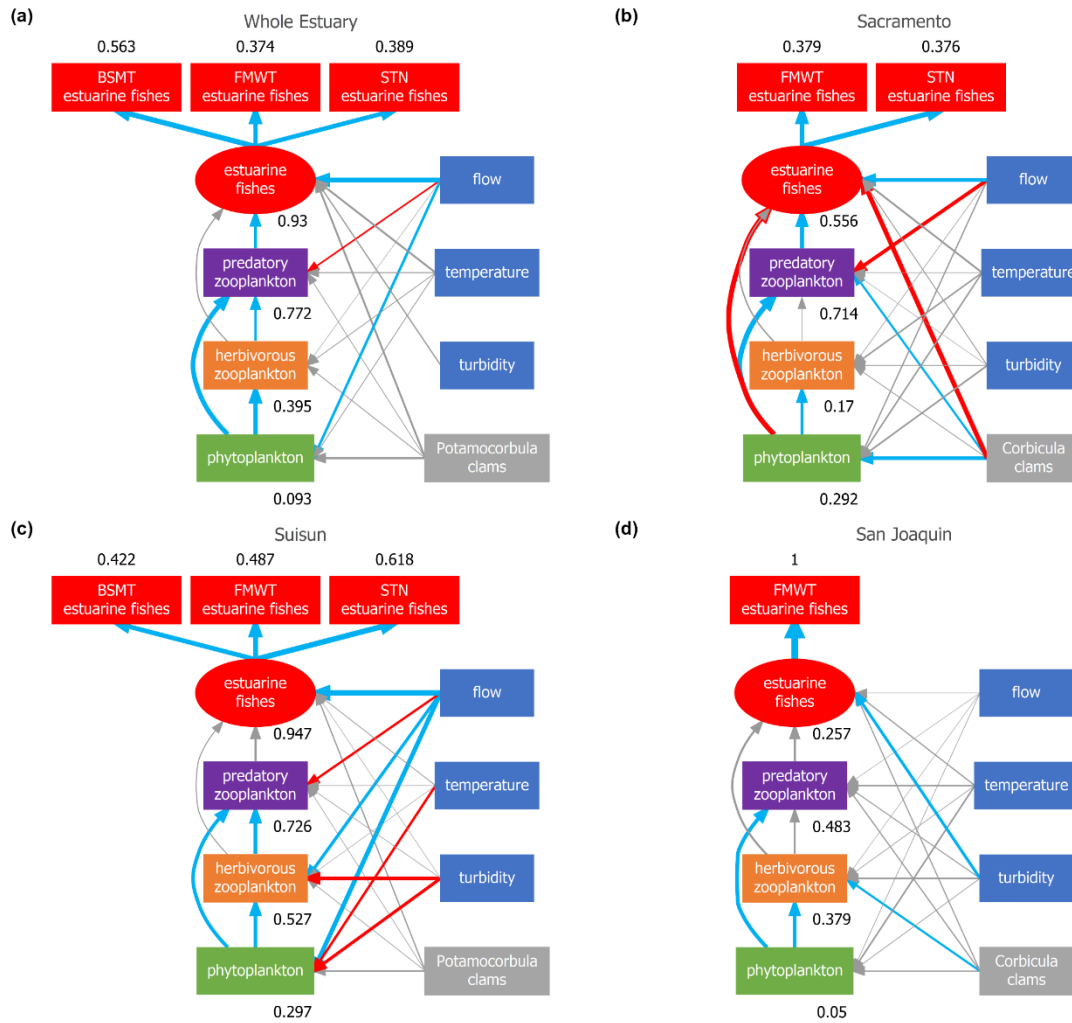 (a)
Whole Estuary
0.563
0.374
0.389
BSMT
estuarine fishes
FMWT
estuarine fishes
STN
estuarine fishes
estuarine
fishes
flow
0.93
predatory
zooplankton
temperature
0.772
herbivorous
zooplankton
turbidity
0.395
phytoplankton
Potamocorbula
clams
0.093
(b)
Sacramento
0.379
0.376
FMWT
estuarine fishes
STN
estuarine fishes
estuarine
fishes
flow
0.556
predatory
zooplankton
temperature
0.714
herbivorous
zooplankton
turbidity
0.17
phytoplankton
Corbicula
clams
0.292
(c)
Suisun
0.422
0.487
0.618
BSMT
estuarine fishes
FMWT
estuarine fishes
STN
estuarine fishes
estuarine
fishes
flow
0.947
predatory
zooplankton
temperature
0.726
herbivorous
zooplankton
turbidity
0.527
phytoplankton
Potamocorbula
clams
0.297
(d)
San Joaquin
1
FMWT
estuarine fishes
estuarine
fishes
flow
0.257
predatory
zooplankton
temperature
0.483
herbivorous
zooplankton
turbidity
0.379
phytoplankton
Corbicula
clams
0.05